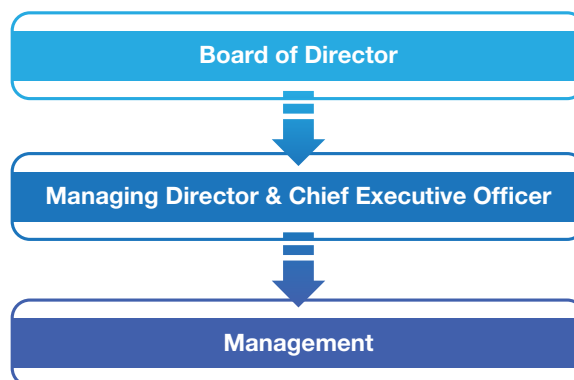 Board of Director
Managing Director & Chief Executive Officer
Management